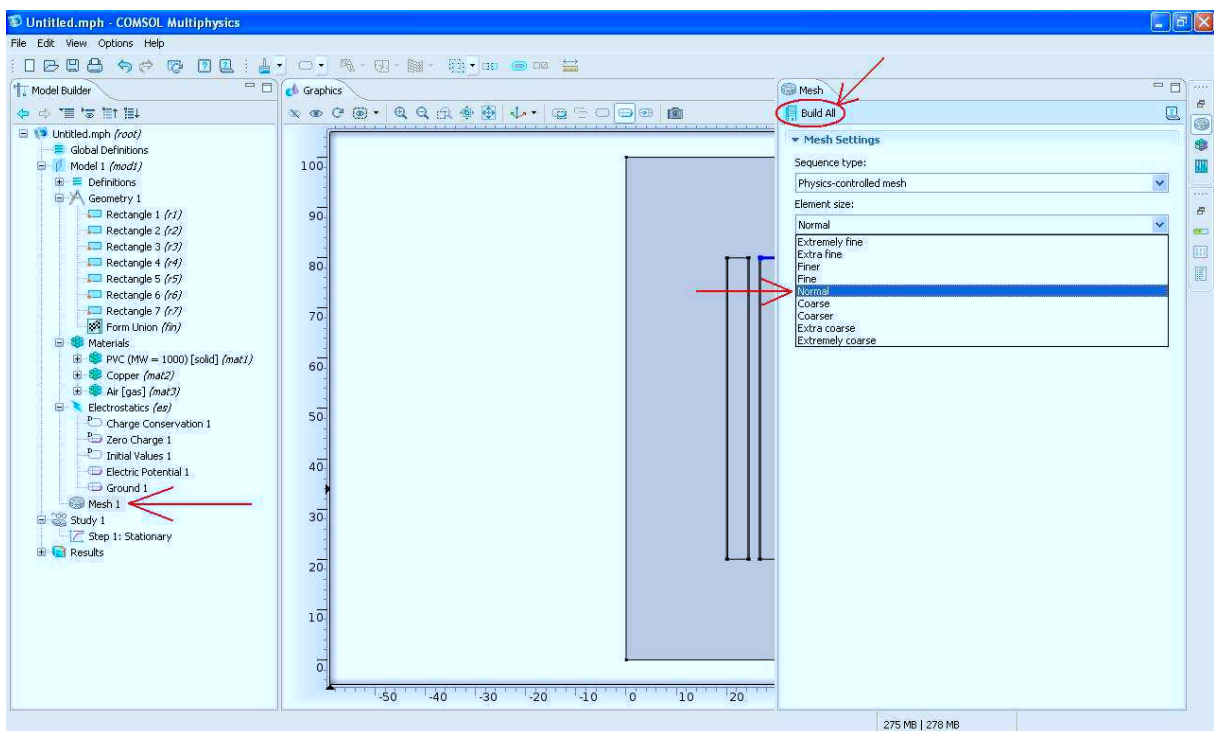 Untitled.mph - COMSOL Multiphysics
File Edit View Options Help
Model Builder
Untitled.mph (root)
Global Definitions
Model 1 (mod1)
Definitions
Geometry 1
Rectangle 1 (r1)
Rectangle 2 (r2)
Rectangle 3 (r3)
Rectangle 4 (r4)
Rectangle 5 (r5)
Rectangle 6 (r6)
Rectangle 7 (r7)
Form Union (fin)
Materials
PVC (MW = 1000) [solid] (mat1)
Copper (mat2)
Air [gas] (mat3)
Electrostatics (es)
Charge Conservation 1
Zero Charge 1
Initial Values 1
Electric Potential 1
Ground 1
Mesh 1
Study 1
Step 1: Stationary
Results
Graphics
100
90
80
70
60
50
40
30
20
10
0
-50 -40 -30 -20 -10 0 10 20
Mesh
Build All
Mesh Settings
Sequence type:
Physics-controlled mesh
Element size:
Normal
Extremely fine
Extra fine
Finer
Fine
Normal
Coarse
Coarser
Extra coarse
Extremely coarse
275 MB | 278 MB